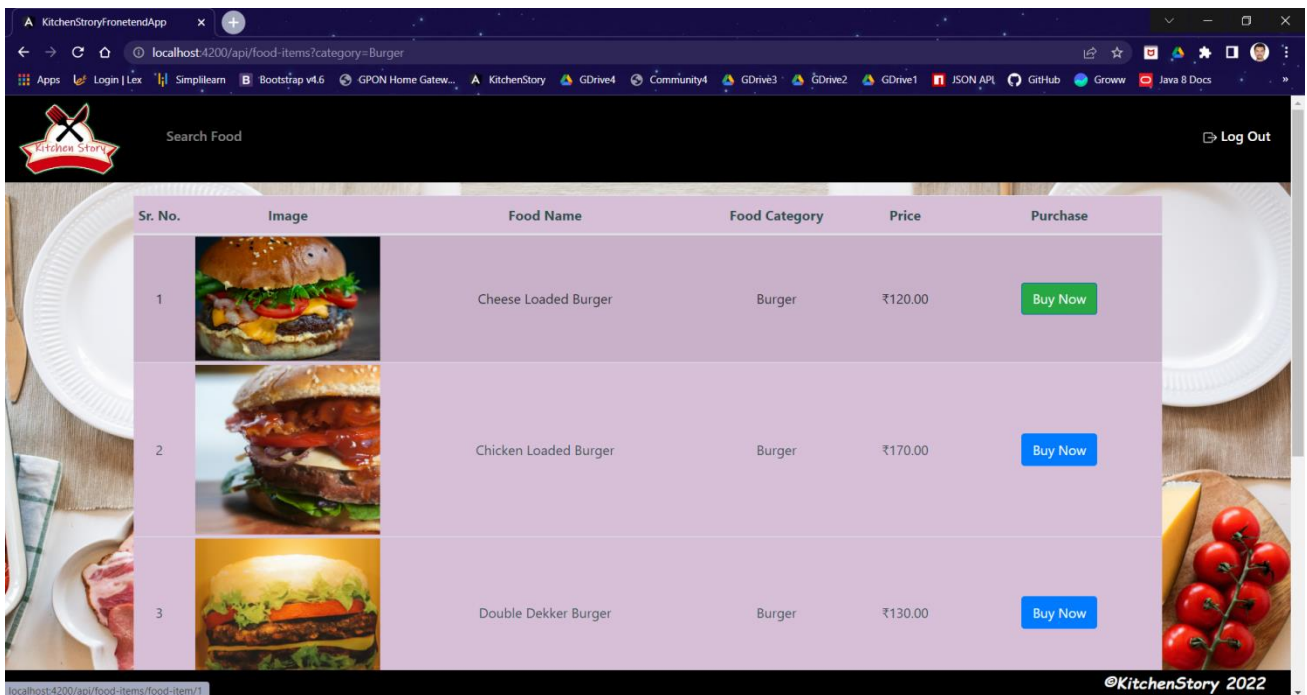 A KitchenStroryFronetendApp
localhost:4200/api/food-items?category=Burger
Apps Login | Lex Simplilearn B Bootstrap v4.6 GPON Home Gatew... A KitchenStory GDrive4 Community4 GDrive3 GDrive2 GDrive1 JSON API, GitHub Groww Java 8 Docs »
Kitchen Story Search Food Log Out
Sr. No. Image Food Name Food Category Price Purchase
1 Cheese Loaded Burger Burger ₹120.00 Buy Now
2 Chicken Loaded Burger Burger ₹170.00 Buy Now
3 Double Dekker Burger Burger ₹130.00 Buy Now
©KitchenStory 2022
localhost:4200/api/food-items/food-item/1